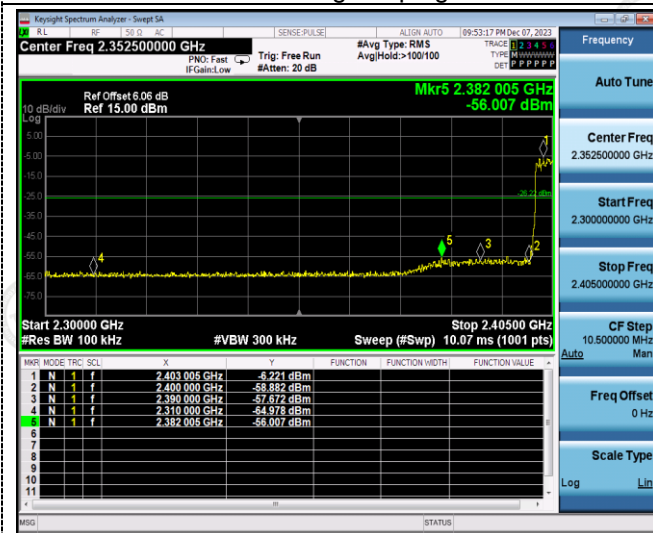 Keysight Spectrum Analyzer - Swept SA
RL RF 50 Ω AC SENSE:PULSE ALIGN AUTO 09:53:17 PM Dec 07, 2023
Center Freq 2.352500000 GHz
PNO: Fast
IFGain:Low
Trig: Free Run
#Atten: 20 dB
#Avg Type: RMS
Avg|Hold:>100/100
TRACE 1 2 3 4 5 6
TYPE M WWWWW
DET P P P P P P
Ref Offset 6.06 dB
10 dB/div Ref 15.00 dBm
Log
Mkr5 2.382 005 GHz
-56.007 dBm
5.00
-5.00
-15.0
-25.0
-35.0
-45.0
-55.0
-65.0
-75.0
-26.22 dBm
1
2
3
4
5
Start 2.30000 GHz Stop 2.40500 GHz
#Res BW 100 kHz #VBW 300 kHz Sweep (#Swp) 10.07 ms (1001 pts)
MKR MODE TRC SCL X Y FUNCTION FUNCTION WIDTH FUNCTION VALUE
1 N 1 f 2.403 005 GHz -6.221 dBm
2 N 1 f 2.400 000 GHz -58.882 dBm
3 N 1 f 2.390 000 GHz -57.672 dBm
4 N 1 f 2.310 000 GHz -64.978 dBm
5 N 1 f 2.382 005 GHz -56.007 dBm
6
7
8
9
10
11
MSG STATUS
Frequency
Auto Tune
Center Freq
2.352500000 GHz
Start Freq
2.300000000 GHz
Stop Freq
2.405000000 GHz
CF Step
10.500000 MHz
Auto Man
Freq Offset
0 Hz
Scale Type
Log Lin